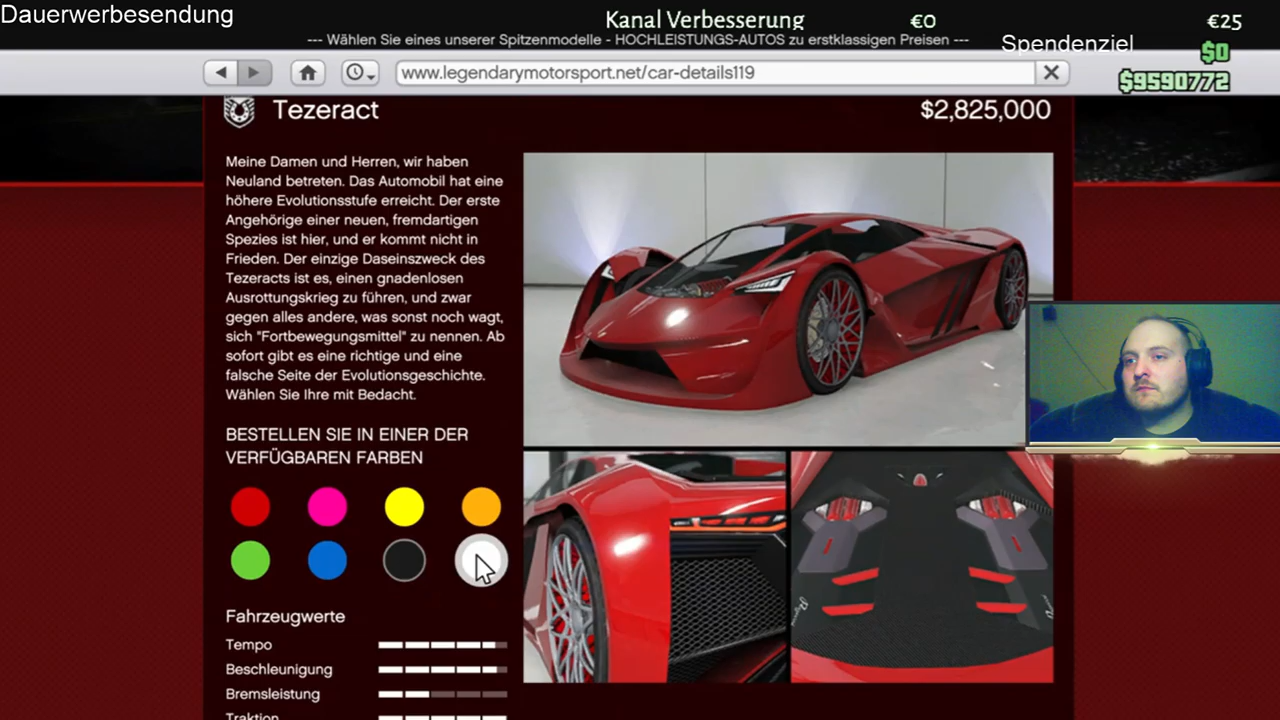 Dauerwerbesendung
Kanal Verbesserung €0 €25
--- Wählen Sie eines unserer Spitzenmodelle - HOCHLEISTUNGS-AUTOS zu erstklassigen Preisen ---
Spendenziel
$0
www.legendarymotorsport.net/car-details119
$9590772
Tezeract
$2,825,000
Meine Damen und Herren, wir haben
Neuland betreten. Das Automobil hat eine
höhere Evolutionsstufe erreicht. Der erste
Angehörige einer neuen, fremdartigen
Spezies ist hier, und er kommt nicht in
Frieden. Der einzige Daseinszweck des
Tezeracts ist es, einen gnadenlosen
Ausrottungskrieg zu führen, und zwar
gegen alles andere, was sonst noch wagt,
sich "Fortbewegungsmittel" zu nennen. Ab
sofort gibt es eine richtige und eine
falsche Seite der Evolutionsgeschichte.
Wählen Sie Ihre mit Bedacht.
BESTELLEN SIE IN EINER DER
VERFÜGBAREN FARBEN
Fahrzeugwerte
Tempo
Beschleunigung
Bremsleistung
Traktion